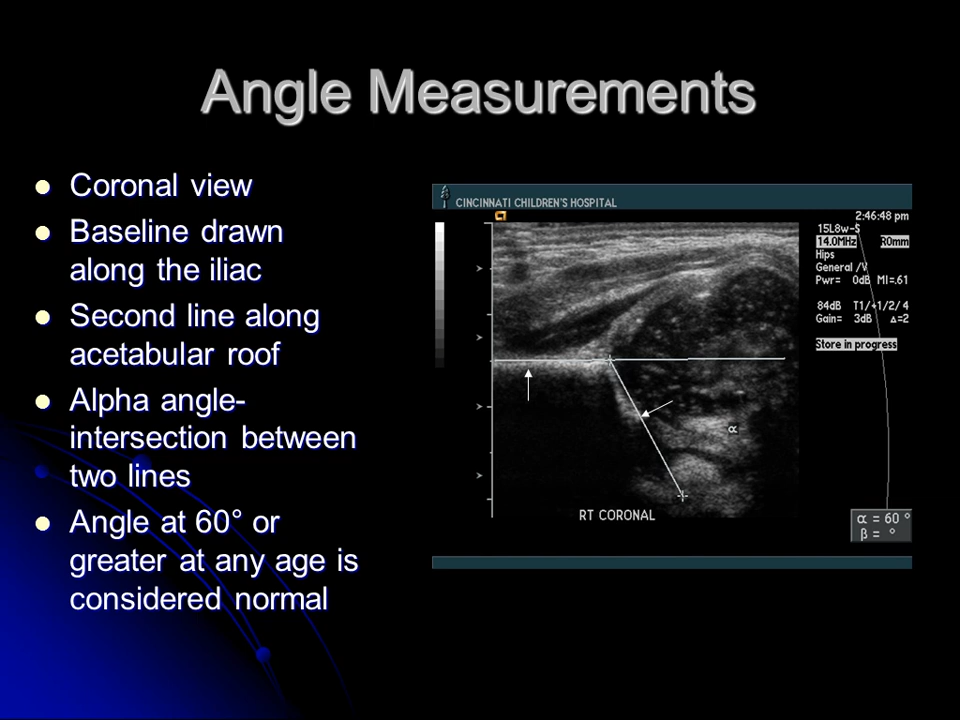 Angle Measurements
Coronal view
Baseline drawn
along the iliac
Second line along
acetabular roof
Alpha angle-
intersection between
two lines
Angle at 60° or
greater at any age is
considered normal
CINCINNATI CHILDREN'S HOSPITAL
2:46:48 pm
15L8w-S
14.0MHz R0mm
Hips
General /V
Pwr= 0dB MI=.61
84dB T1/+1/2/4
Gain= 3dB Δ=2
Store in progress
α
RT CORONAL
α = 60 °
β = °